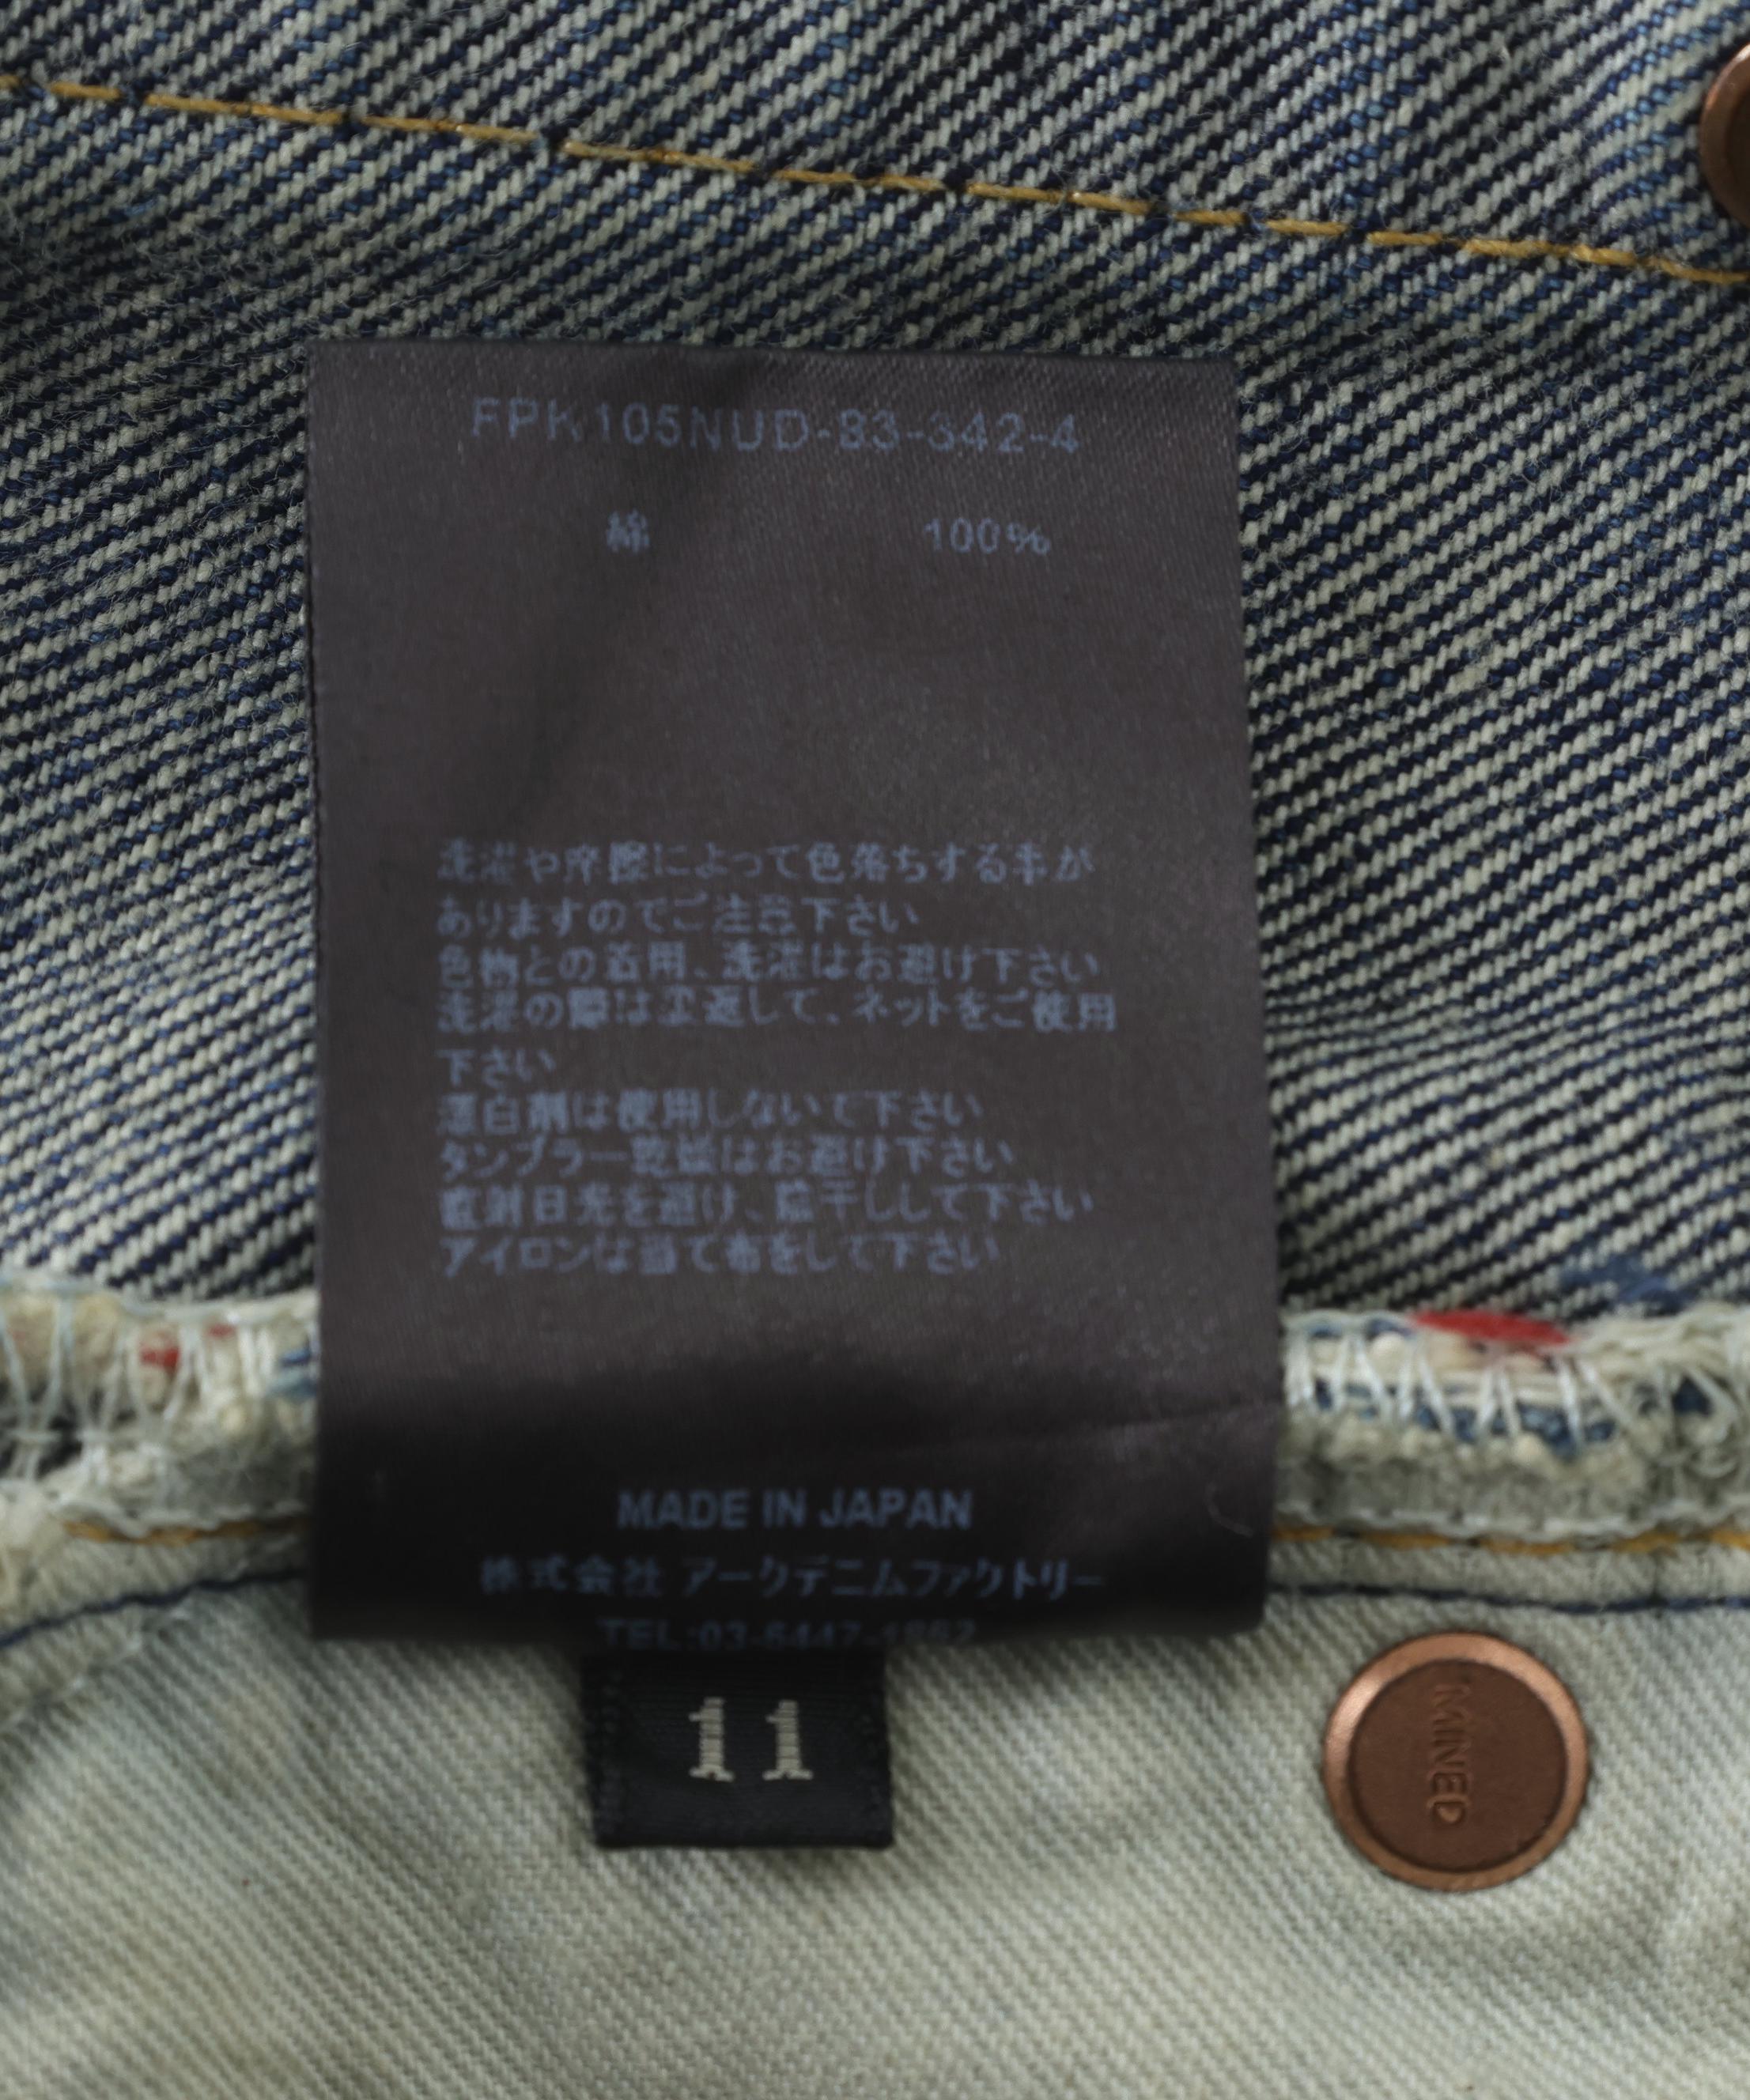 FPK105NUD-83-342-4
綿 100%
洗濯や摩擦によって色落ちする事が
ありますのでご注意下さい
色物との着用、洗濯はお避け下さい
洗濯の際は裏返して、ネットをご使用
下さい
漂白剤は使用しないで下さい
タンブラー乾燥はお避け下さい
直射日光を避け、陰干しして下さい
アイロンは当て布をして下さい
MADE IN JAPAN
株式会社 アークデニムファクトリー
TEL:03-6447-1862
11
MINED